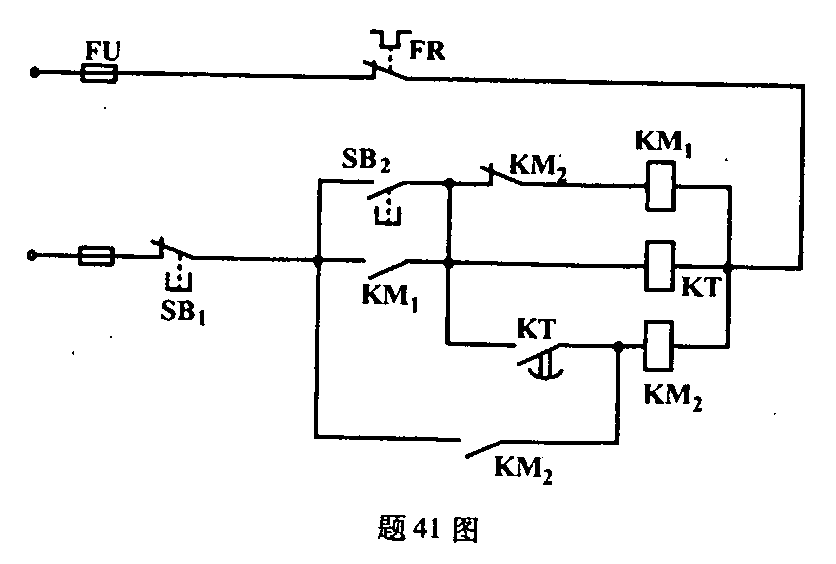 FU
FR
SB₂
KM₂
KM₁
KM₁
KT
SB₁
KT
KM₂
KM₂
题 41 图